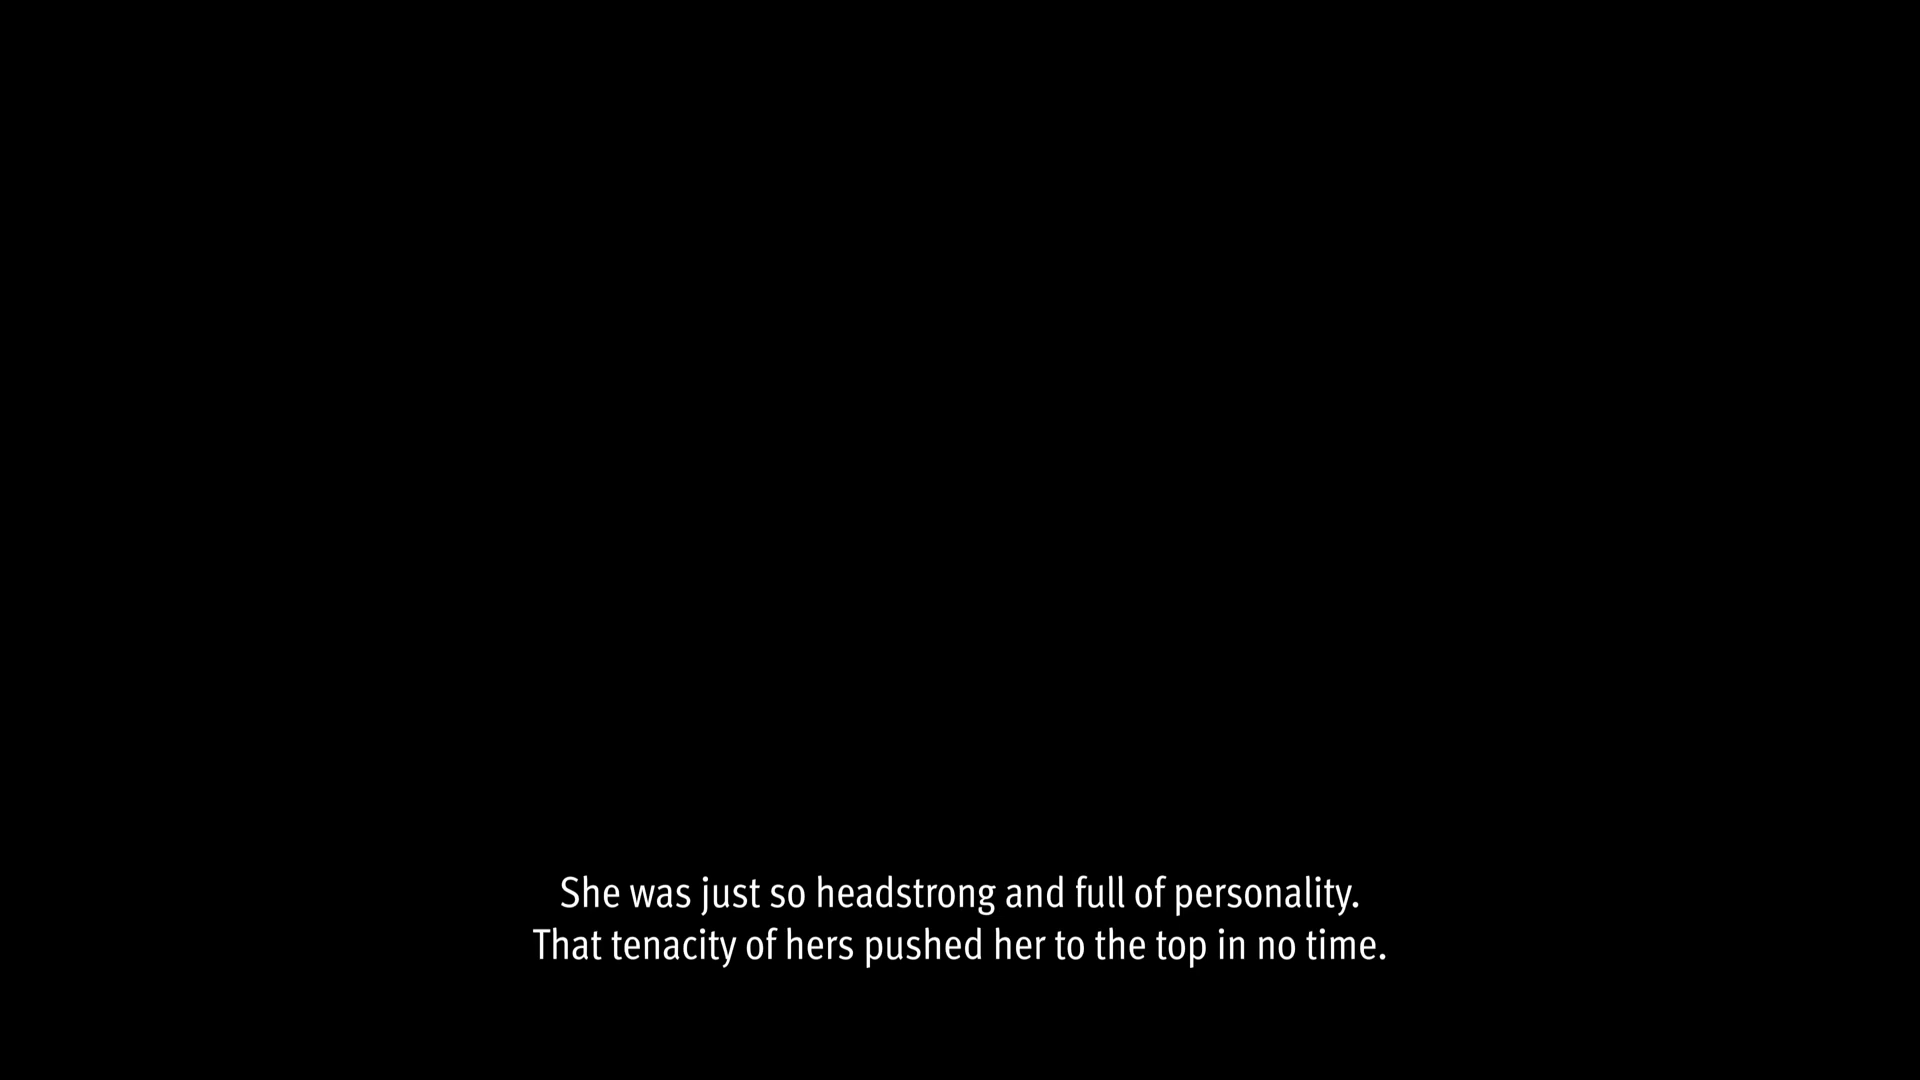 She was just so headstrong and full of personality.
That tenacity of hers pushed her to the top in no time.